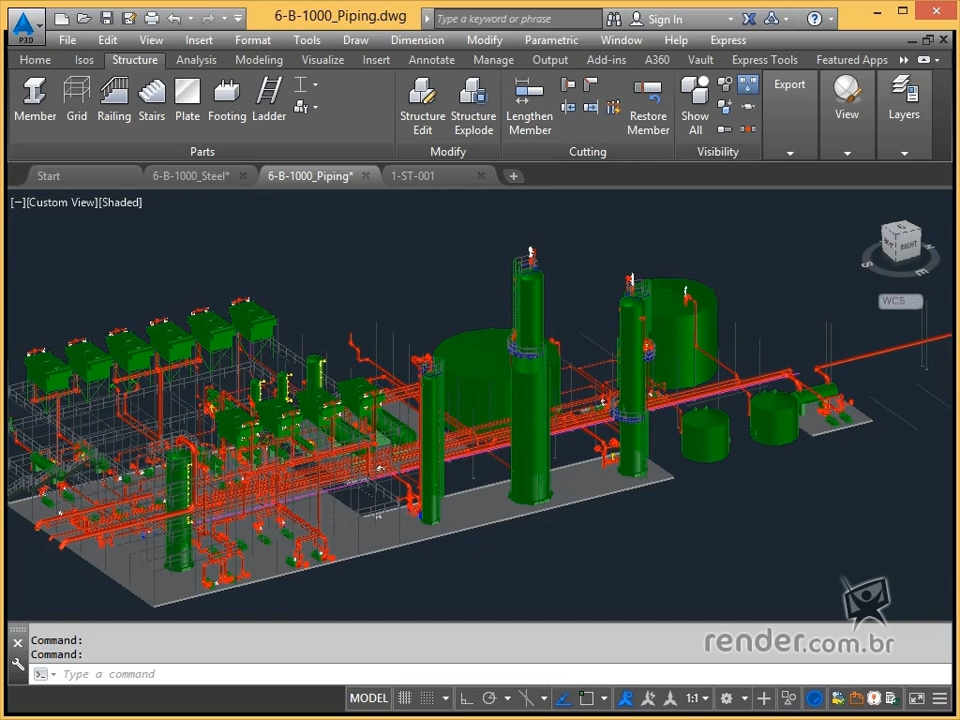 6-B-1000_Piping.dwg
Type a keyword or phrase
Sign In
P3D
File Edit View Insert Format Tools Draw Dimension Modify Parametric Window Help Express
Home Isos Structure Analysis Modeling Visualize Insert Annotate Manage Output Add-ins A360 Vault Express Tools Featured Apps
Member Grid Railing Stairs Plate Footing Ladder
Structure Edit
Structure Explode
Lengthen Member
Restore Member
Show All
Export
View
Layers
Parts Modify Cutting Visibility
Start 6-B-1000_Steel* 6-B-1000_Piping* 1-ST-001
[−][Custom View][Shaded]
RIGHT
S
E
N
WCS
render.com.br
Command:
Command:
Type a command
MODEL 1:1